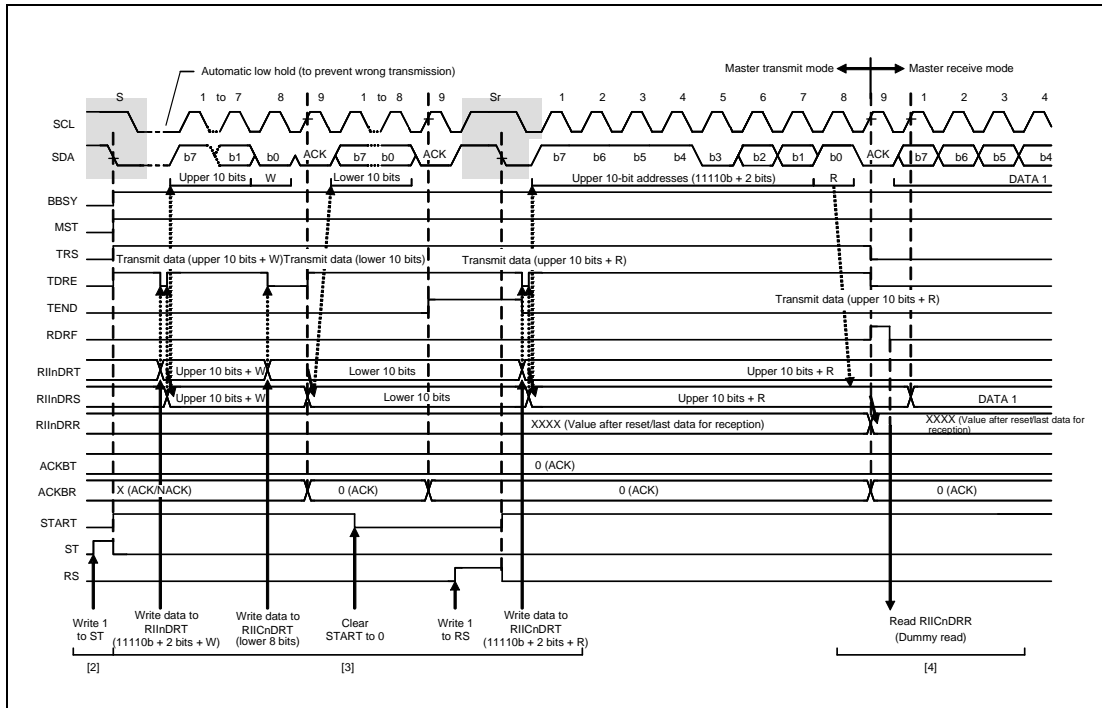 Master transmit mode
Master receive mode
Automatic low hold (to prevent wrong transmission)
S 1 to 7 8 9 1 to 8 9 Sr 1 2 3 4 5 6 7 8 9 1 2 3 4
SCL
SDA b7 b1 b0 ACK b7 b0 ACK b7 b6 b5 b4 b3 b2 b1 b0 ACK b7 b6 b5 b4
Upper 10 bits W Lower 10 bits Upper 10-bit addresses (11110b + 2 bits) R DATA 1
BBSY
MST
TRS
Transmit data (upper 10 bits + W) Transmit data (lower 10 bits) Transmit data (upper 10 bits + R)
TDRE
Transmit data (upper 10 bits + R)
TEND
RDRF
RIInDRT Upper 10 bits + W Lower 10 bits Upper 10 bits + R
RIInDRS Upper 10 bits + W Lower 10 bits Upper 10 bits + R DATA 1
RIInDRR XXXX (Value after reset/last data for reception) XXXX (Value after reset/last data for
reception)
ACKBT 0 (ACK)
ACKBR X (ACK/NACK) 0 (ACK) 0 (ACK) 0 (ACK)
START
ST
RS
Write 1
to ST
Write data to
RIInDRT
(11110b + 2 bits + W)
Write data to
RIICnDRT
(lower 8 bits)
Clear
START to 0
Write 1
to RS
Write data to
RIICnDRT
(11110b + 2 bits + R)
Read RIICnDRR
(Dummy read)
[2] [3] [4]